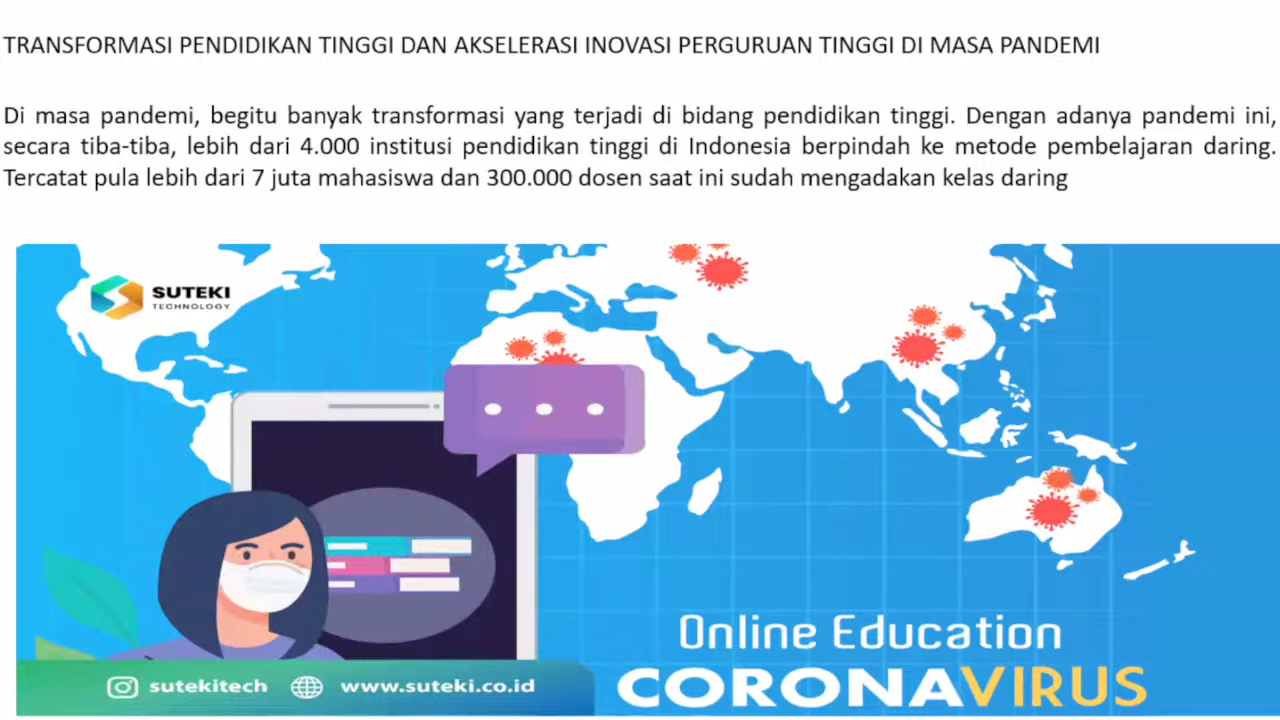 TRANSFORMASI PENDIDIKAN TINGGI DAN AKSELERASI INOVASI PERGURUAN TINGGI DI MASA PANDEMI
Di masa pandemi, begitu banyak transformasi yang terjadi di bidang pendidikan tinggi. Dengan adanya pandemi ini,
secara tiba-tiba, lebih dari 4.000 institusi pendidikan tinggi di Indonesia berpindah ke metode pembelajaran daring.
Tercatat pula lebih dari 7 juta mahasiswa dan 300.000 dosen saat ini sudah mengadakan kelas daring
SUTEKI
TECHNOLOGY
Online Education
CORONAVIRUS
sutekitech www.suteki.co.id